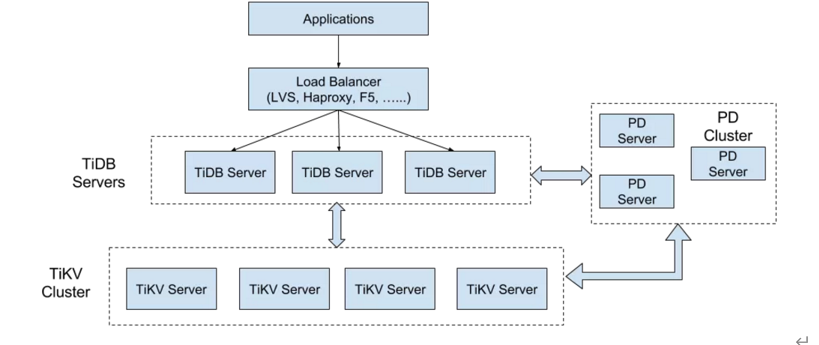 Applications
Load Balancer
(LVS, Haproxy, F5, …...)
TiDB
Servers
TiDB Server
TiDB Server
TiDB Server
PD
Cluster
PD
Server
PD
Server
PD
Server
TiKV
Cluster
TiKV Server
TiKV Server
TiKV Server
TiKV Server